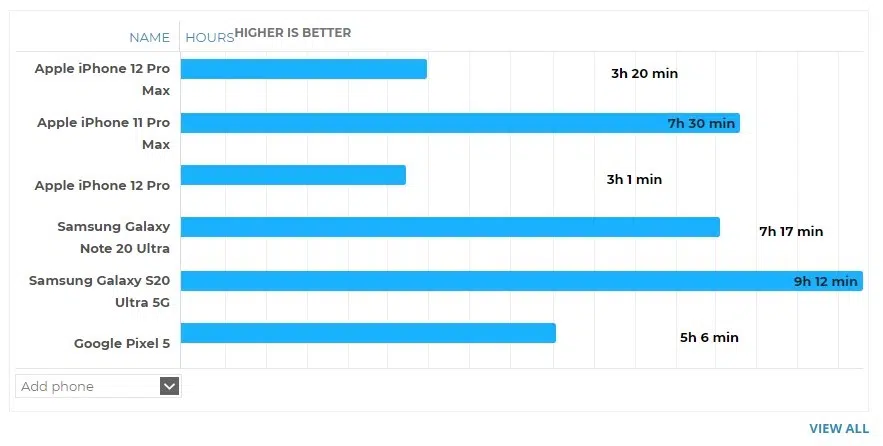 NAME HOURS HIGHER IS BETTER
Apple iPhone 12 Pro
Max
3h 20 min
Apple iPhone 11 Pro
Max
7h 30 min
Apple iPhone 12 Pro
3h 1 min
Samsung Galaxy
Note 20 Ultra
7h 17 min
Samsung Galaxy S20
Ultra 5G
9h 12 min
Google Pixel 5
5h 6 min
Add phone
VIEW ALL